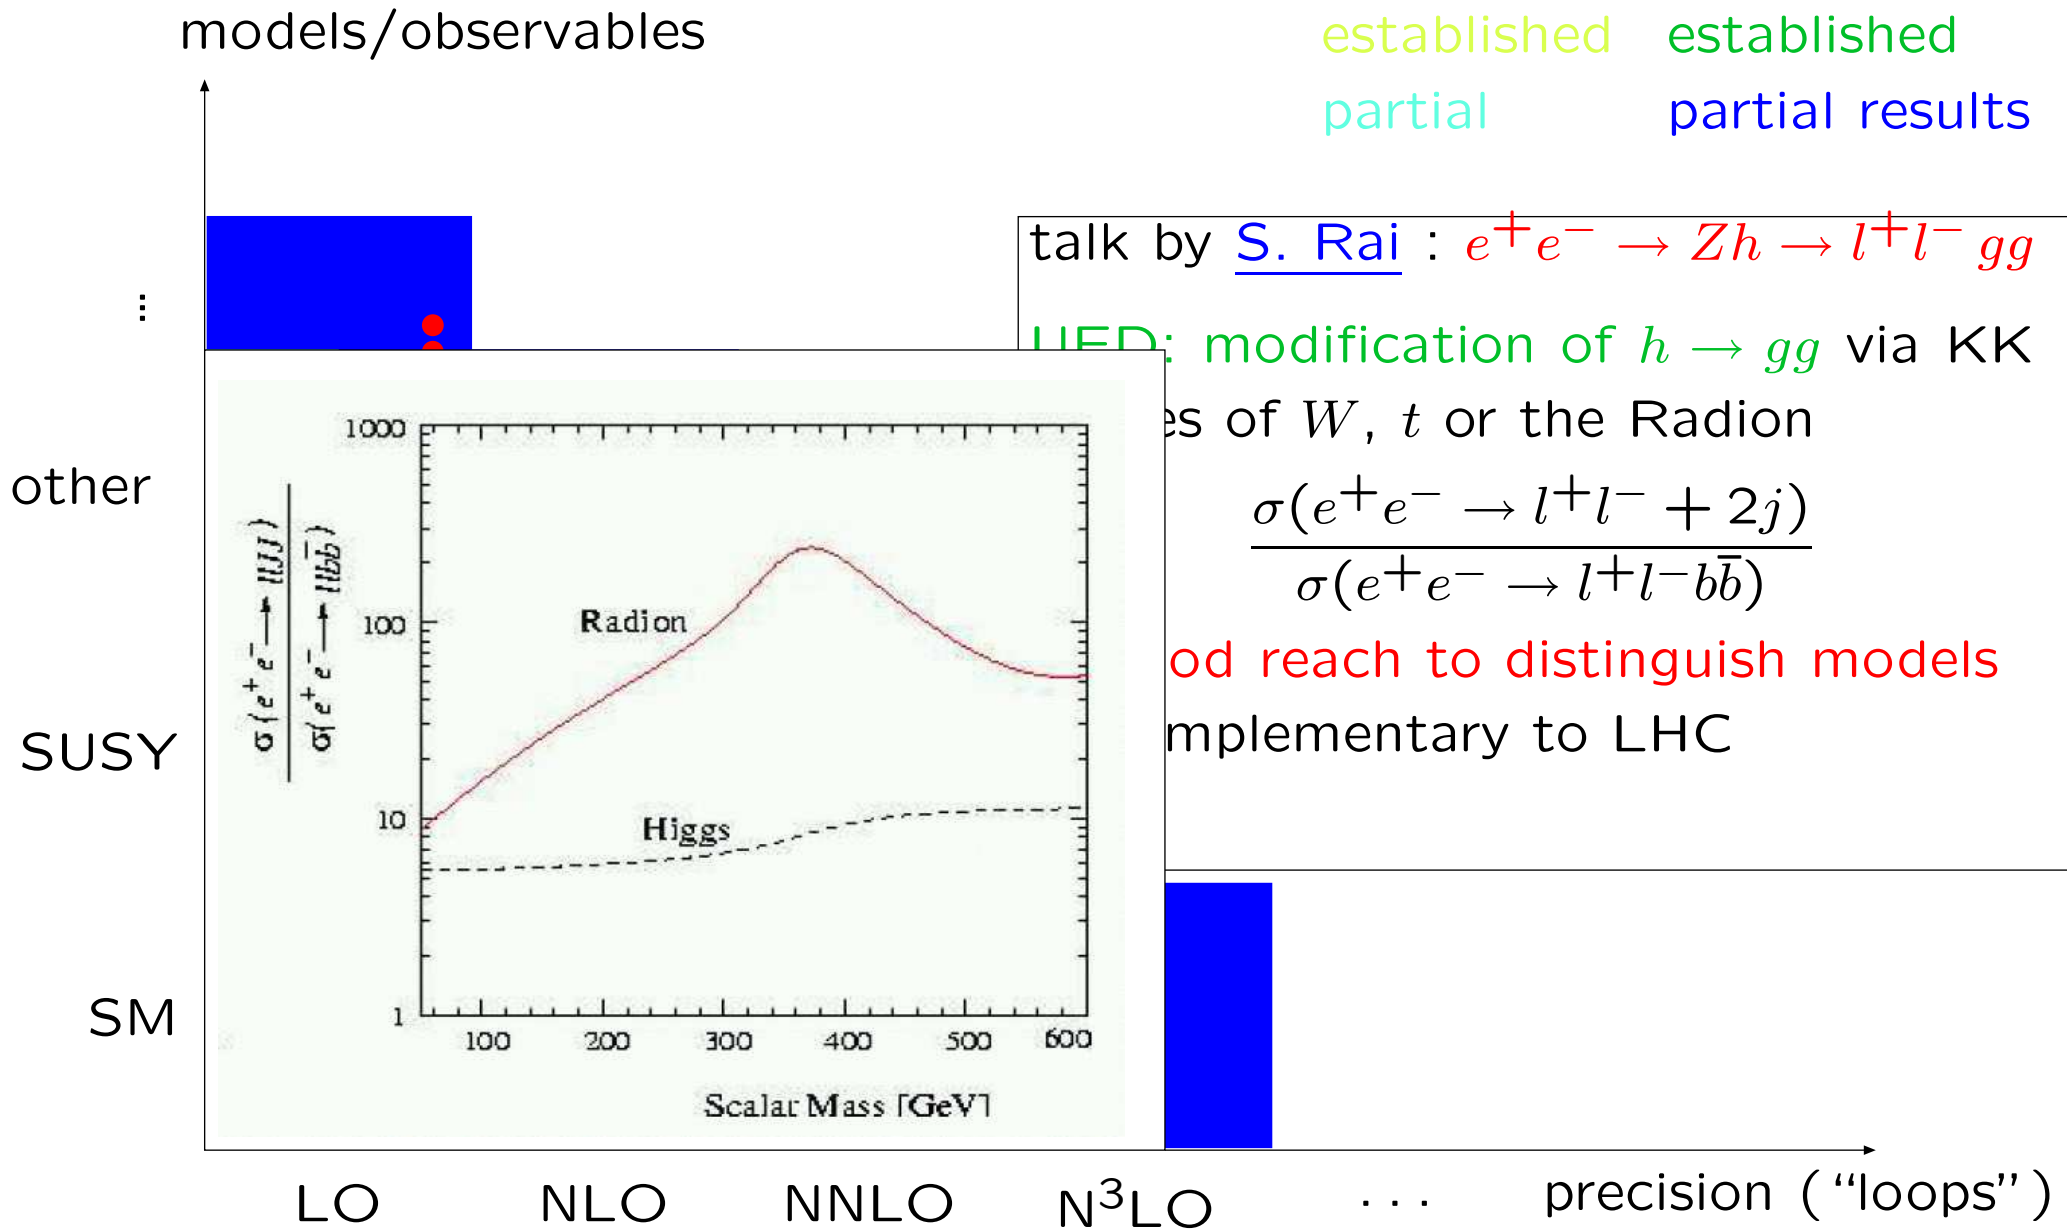 models/observables
established established
partial partial results
talk by S. Rai : e⁺e⁻ → Zh → l⁺l⁻ gg
UED: modification of h → gg via KK
es of W, t or the Radion
σ(e⁺e⁻ → l⁺l⁻ + 2j)
σ(e⁺e⁻ → l⁺l⁻bb̄)
od reach to distinguish models
mplementary to LHC
...
other
SUSY
SM
σ(e⁺e⁻→llJJ)
σ(e⁺e⁻→llbb̄)
1000
100
10
1
Radion
Higgs
100 200 300 400 500 600
Scalar Mass [GeV]
LO NLO NNLO N³LO ... precision (“loops”)